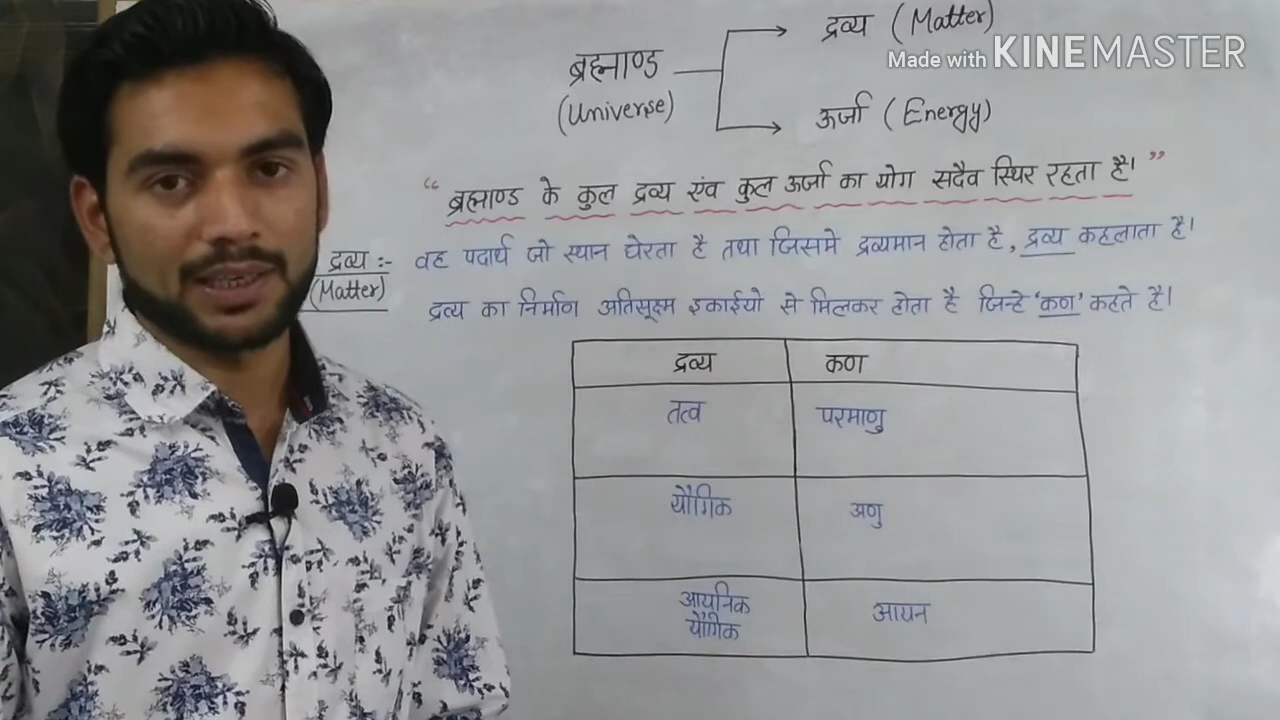 द्रव्य (Matter)
Made with KINEMASTER
ब्रह्माण्ड
(Universe)
ऊर्जा (Energy)
“ ब्रह्माण्ड के कुल द्रव्य एंव कुल ऊर्जा का योग सदैव स्थिर रहता है। ”
द्रव्य :- वह पदार्थ जो स्थान घेरता है तथा जिसमे द्रव्यमान होता है, द्रव्य कहलाता है।
(Matter)
द्रव्य का निर्माण अतिसूक्ष्म इकाईयो से मिलकर होता है जिन्हे ‘कण’ कहते है।
द्रव्य कण
तत्व परमाणु
यौगिक अणु
आयनिक
यौगिक
आयन